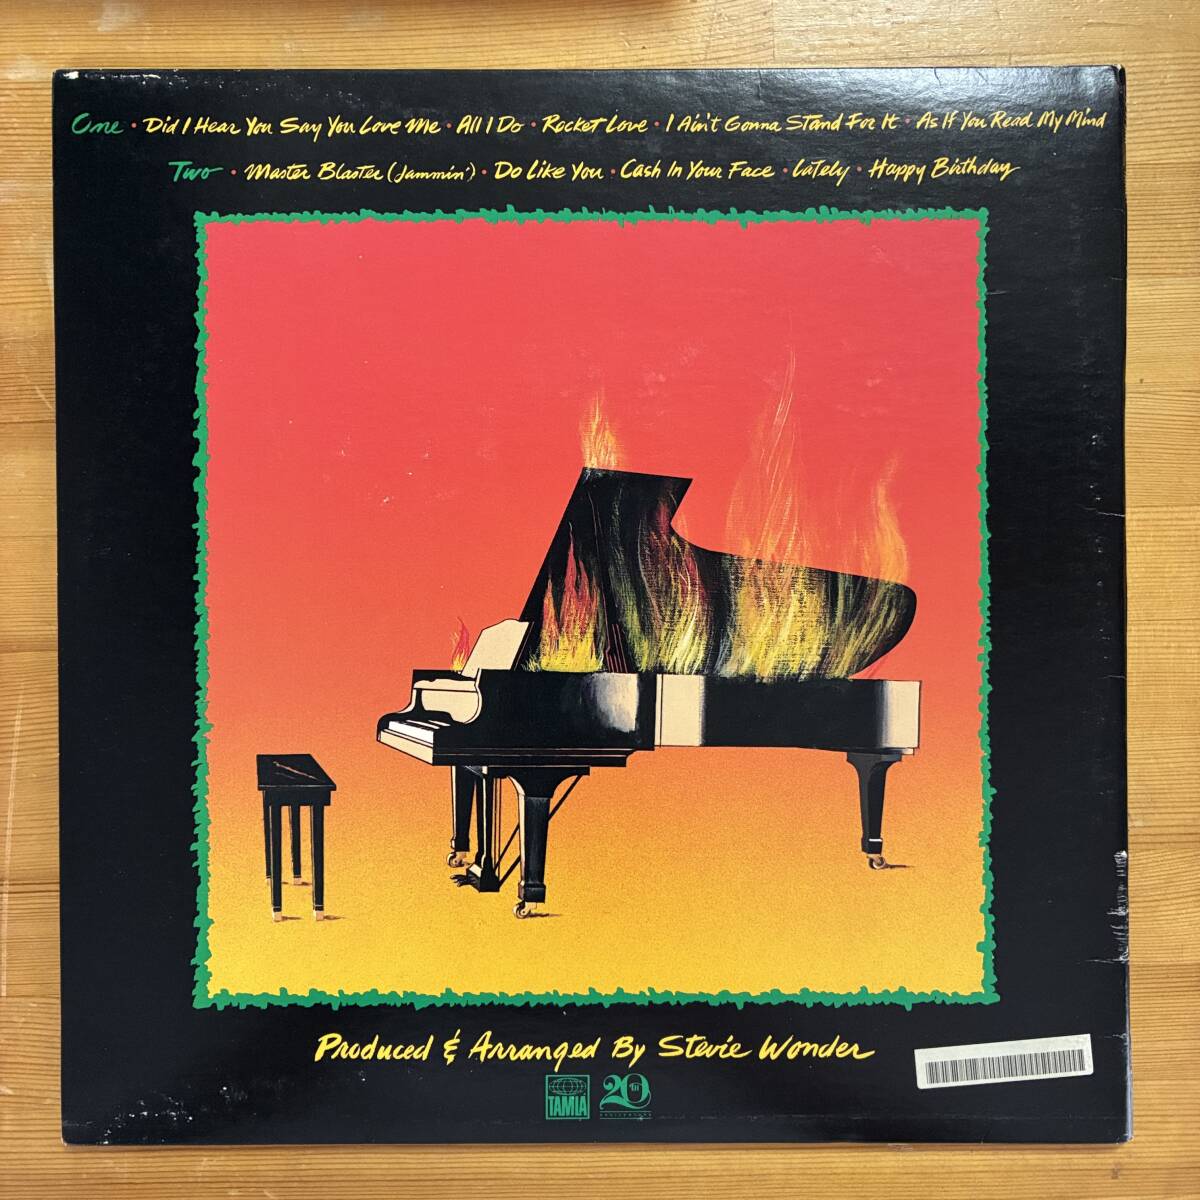 One • Did I Hear You Say You Love Me • All I Do • Rocket Love • I Ain't Gonna Stand For It • As If You Read My Mind
Two • Master Blaster (Jammin') • Do Like You • Cash In Your Face • Lately • Happy Birthday
Produced & Arranged By Stevie Wonder
TAMLA 20TH
ANNIVERSARY